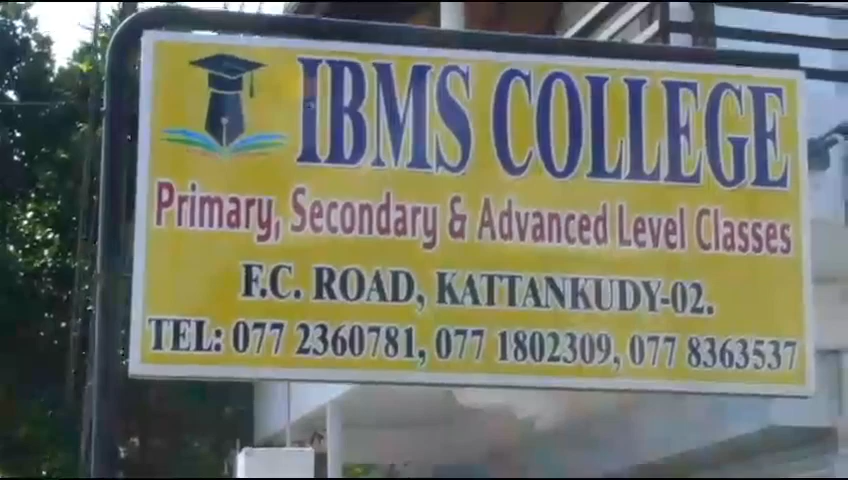 IBMS COLLEGE
Primary, Secondary & Advanced Level Classes
F.C. ROAD, KATTANKUDY-02.
TEL: 077 2360781, 077 1802309, 077 8363537